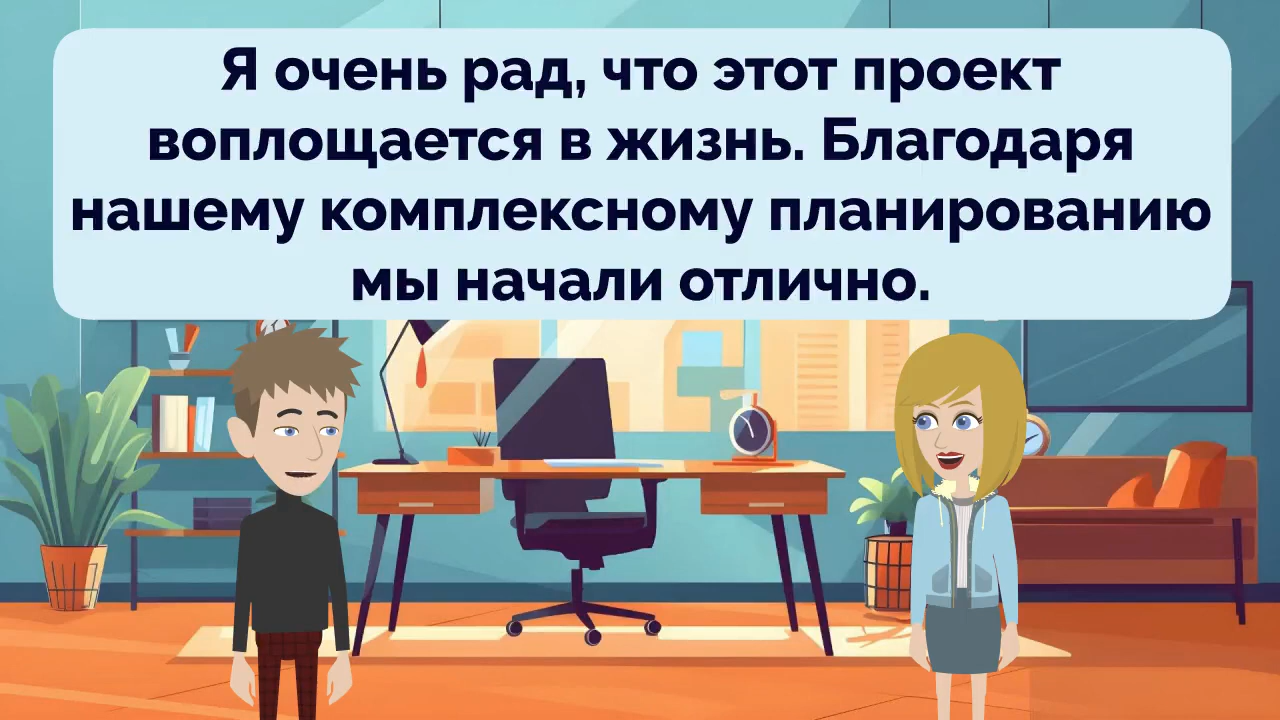 Я очень рад, что этот проект
воплощается в жизнь. Благодаря
нашему комплексному планированию
мы начали отлично.